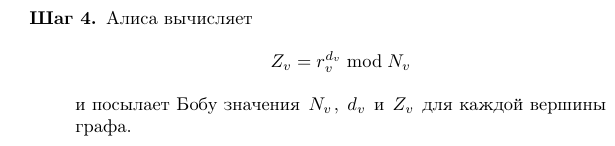 Шаг 4. Алиса вычисляет
Z_v = r_v^{d_v} mod N_v
и посылает Бобу значения N_v, d_v и Z_v для каждой вершины
графа.